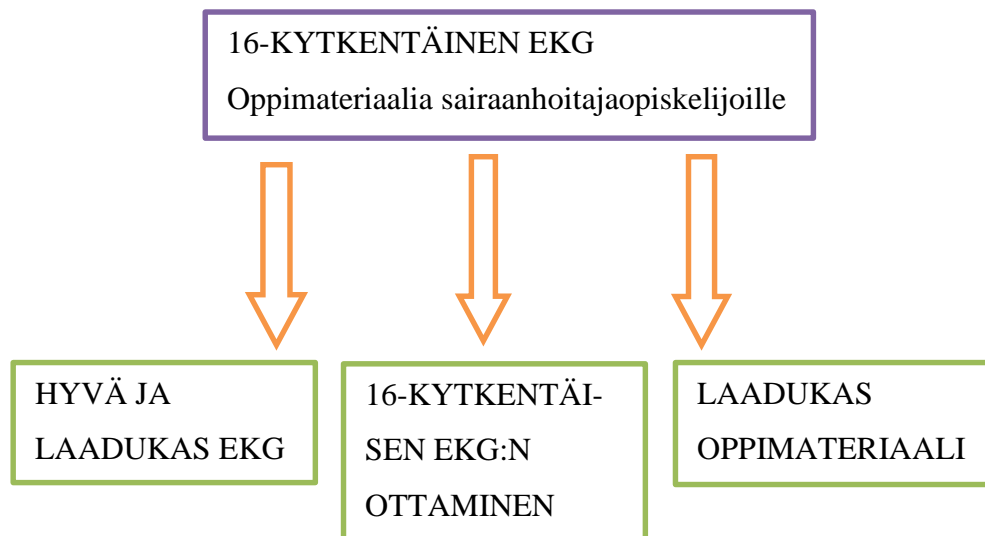 16-KYTKENTÄINEN EKG
Oppimateriaalia sairaanhoitajaopiskelijoille
HYVÄ JA
LAADUKAS EKG
16-KYTKENTÄI-
SEN EKG:N
OTTAMINEN
LAADUKAS
OPPIMATERIAALI